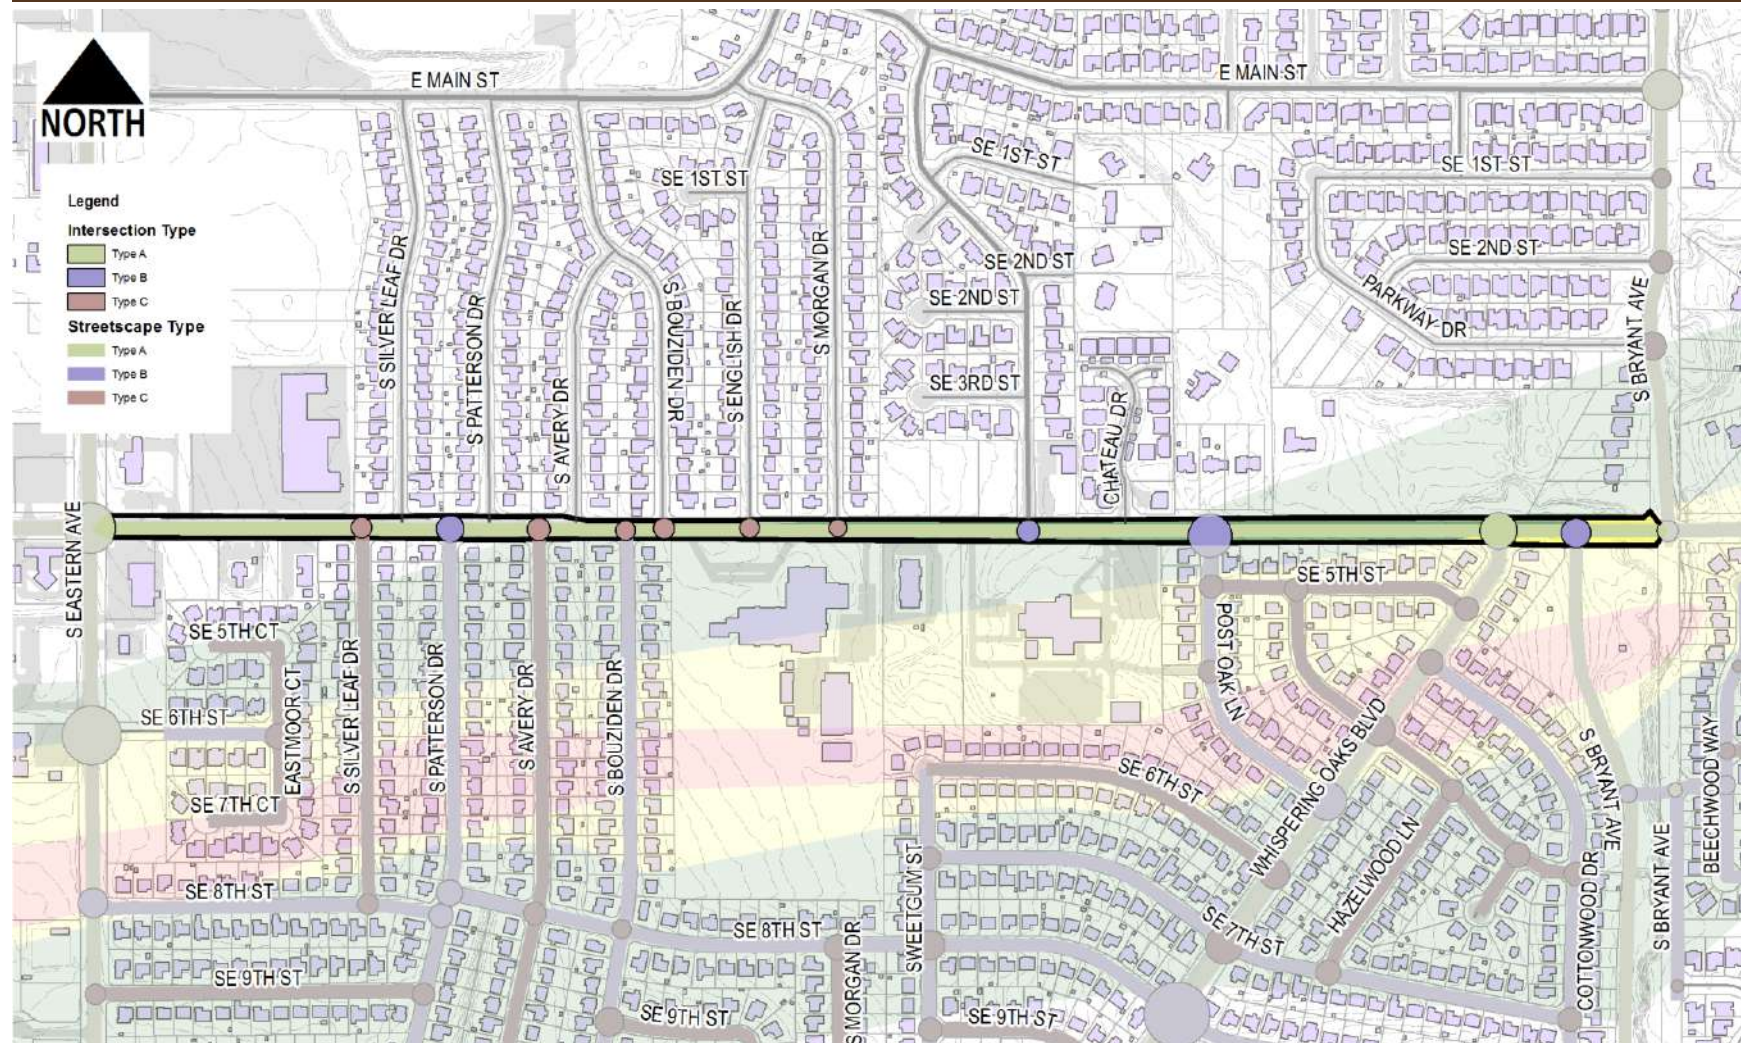 E MAIN ST
E MAIN ST
NORTH
SE 1ST ST
SE 1ST ST
SE 1ST ST
Legend
Intersection Type
Type A
Type B
Type C
Streetscape Type
Type A
Type B
Type C
S SILVER LEAF DR
S PATTERSON DR
S AVERY DR
S BOUZIDEN DR
S ENGLISH DR
S MORGAN DR
SE 2ND ST
SE 2ND ST
SE 2ND ST
PARKWAY DR
S BRYANT AVE
SE 3RD ST
CHATEAU DR
S EASTERN AVE
SE 5TH ST
SE 5TH CT
EASTMOOR CT
S SILVER LEAF DR
S PATTERSON DR
S AVERY DR
S BOUZIDEN DR
POST OAK LN
SE 6TH ST
SE 6TH ST
WHISPERING OAKS BLVD
S BRYANT AVE
BEECHWOOD WAY
SE 7TH CT
HAZELWOOD LN
S BRYANT AVE
COTTONWOOD DR
SE 8TH ST
SE 8TH ST
SWEETGUM ST
SE 7TH ST
S MORGAN DR
SE 9TH ST
SE 9TH ST
SE 9TH ST